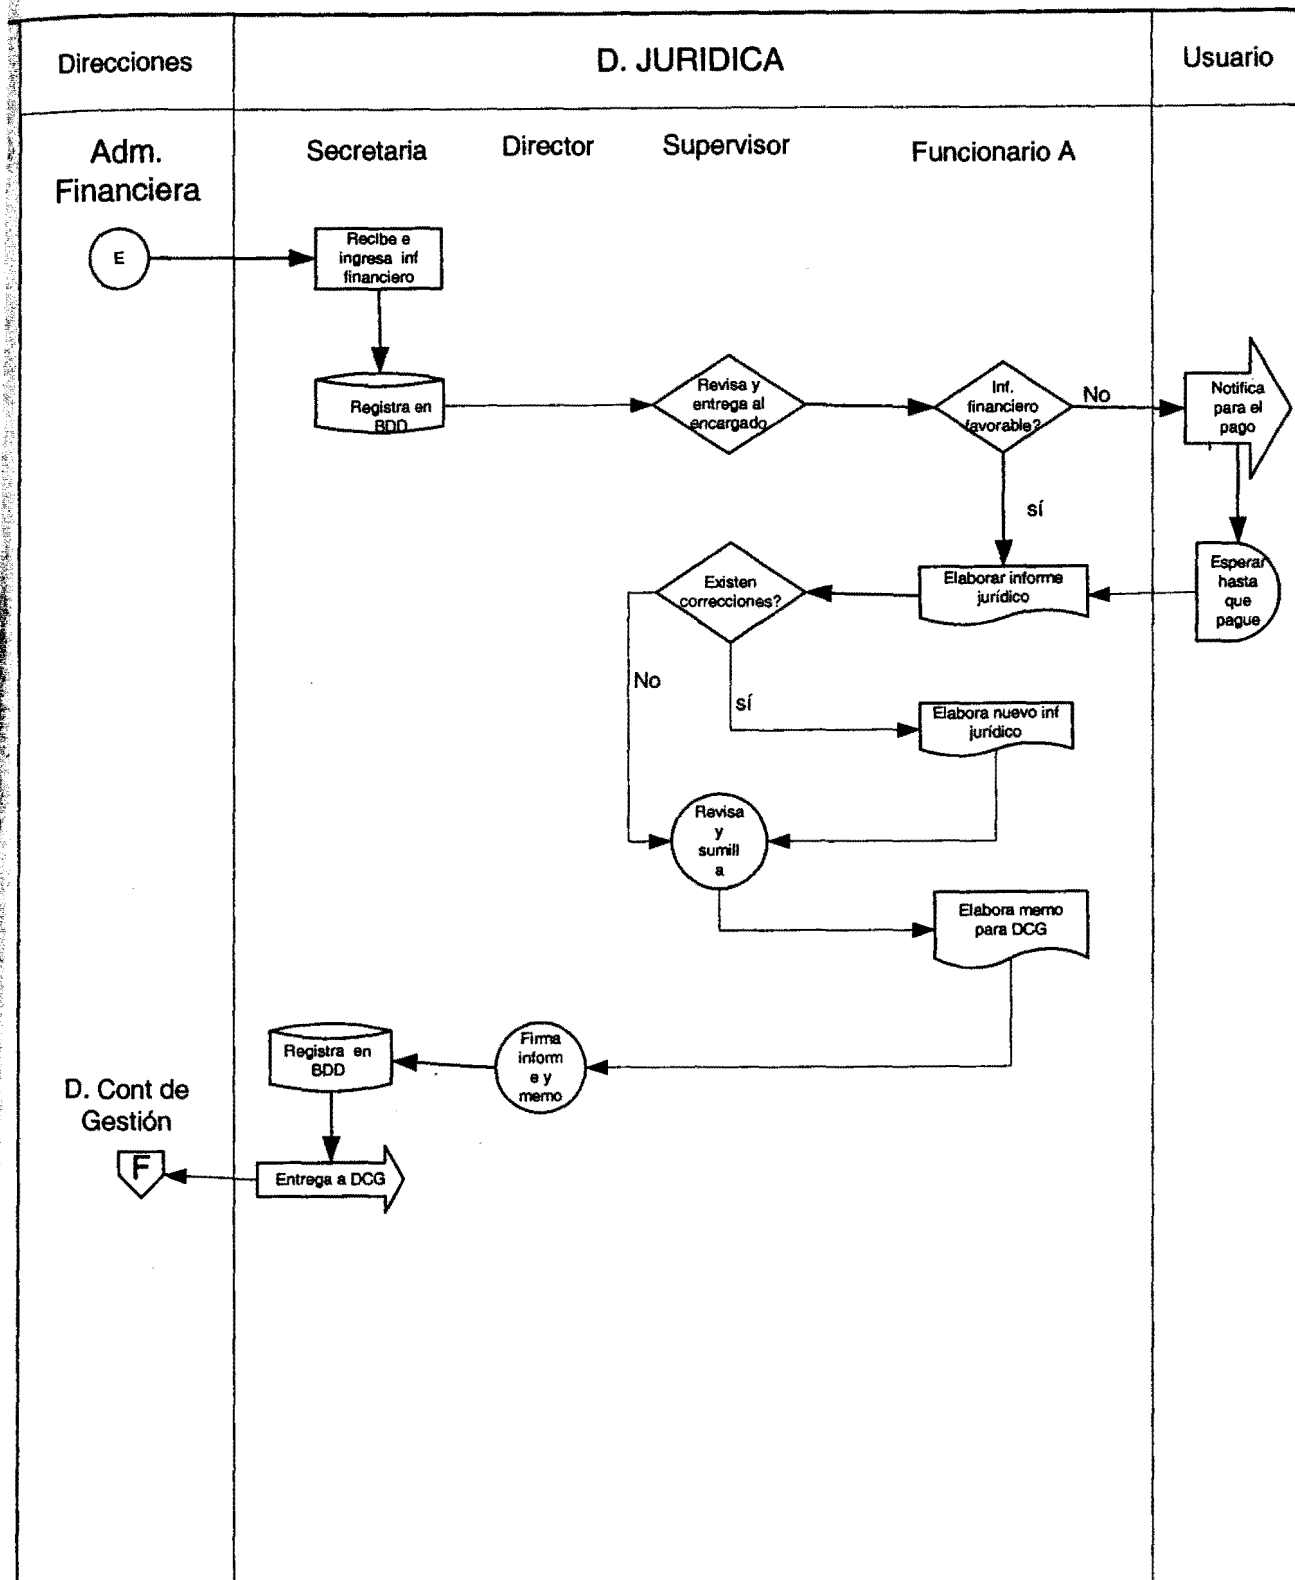 Direcciones
D. JURIDICA
Usuario
Adm.
Financiera
Secretaria
Director
Supervisor
Funcionario A
E
Recibe e
ingresa inf
financiero
Registra en
BDD
Revisa y
entrega al
encargado
Inf.
financiero
favorable?
No
Notifica
para el
pago
sí
Existen
correcciones?
Elaborar informe
jurídico
Esperar
hasta
que
pague
No
sí
Elabora nuevo inf
jurídico
Revisa
y
sumill
a
Elabora memo
para DCG
Registra en
BDD
Firma
inform
e y
memo
D. Cont de
Gestión
F
Entrega a DCG